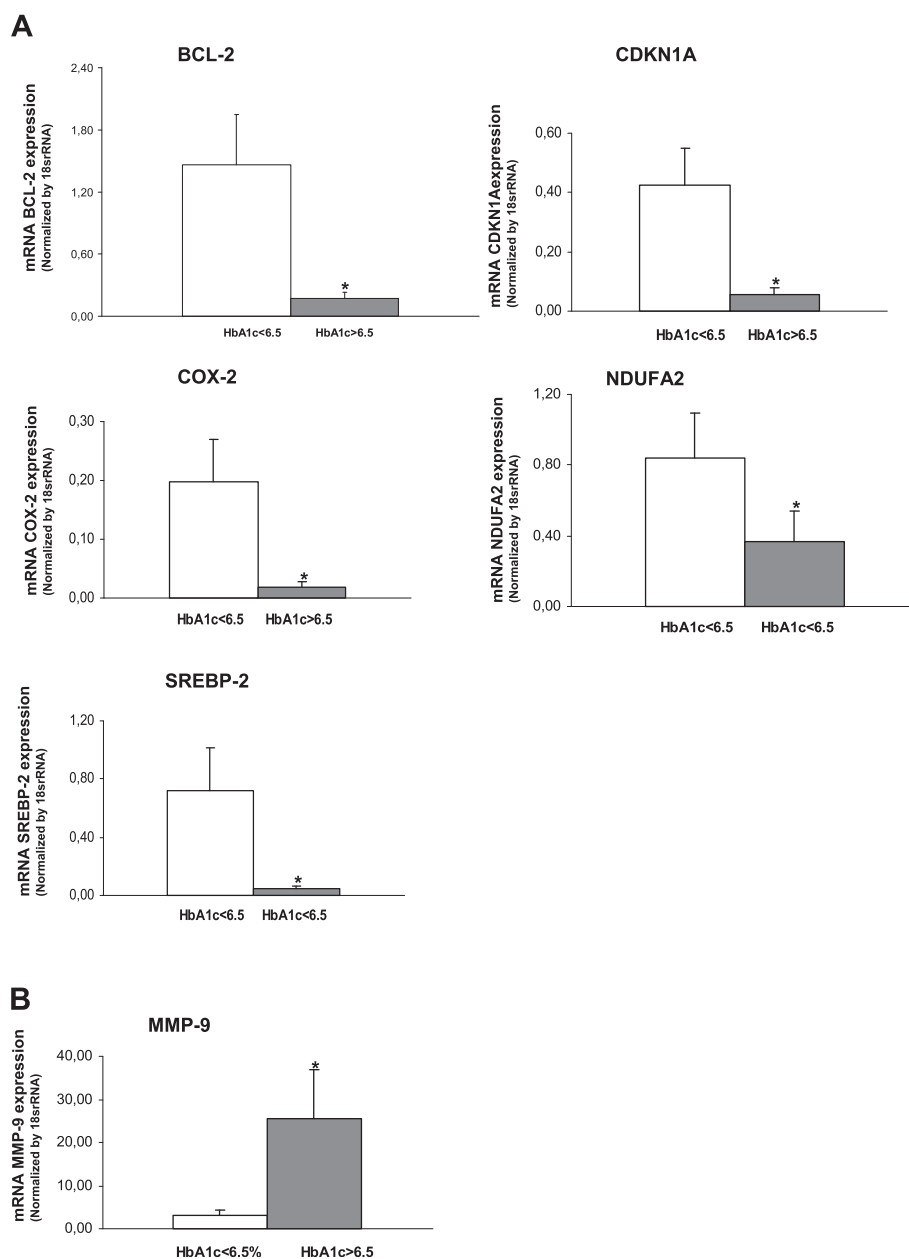 A
BCL-2
mRNA BCL-2 expression
(Normalized by 18srRNA)
2,40
1,80
1,20
0,60
0,00
*
HbA1c<6.5 HbA1c>6.5
CDKN1A
mRNA CDKN1Aexpression
(Normalized by 18srRNA)
0,60
0,40
0,20
0,00
*
HbA1c<6.5 HbA1c>6.5
COX-2
mRNA COX-2 expression
(Normalized by 18srRNA)
0,30
0,20
0,10
0,00
*
HbA1c<6.5 HbA1c>6.5
NDUFA2
mRNA NDUFA2 expression
(Normalized by 18srRNA)
1,20
0,80
0,40
0,00
*
HbA1c<6.5 HbA1c<6.5
SREBP-2
mRNA SREBP-2 expression
(Normalized by 18srRNA)
1,20
0,80
0,40
0,00
*
HbA1c<6.5 HbA1c<6.5
B
MMP-9
mRNA MMP-9 expression
(Normalized by 18srRNA)
40,00
30,00
20,00
10,00
0,00
*
HbA1c<6.5% HbA1c>6.5